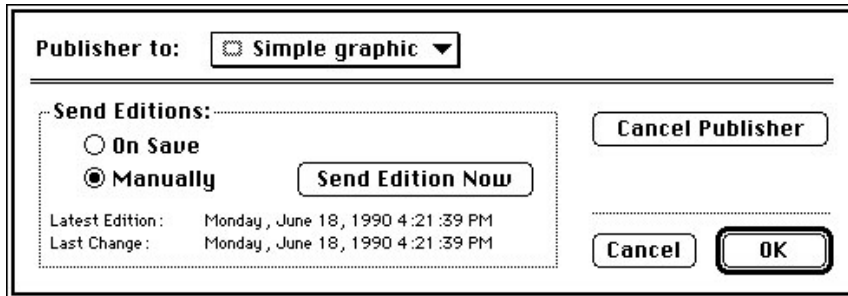 Publisher to: Simple graphic
Send Editions:
On Save
Manually
Send Edition Now
Latest Edition: Monday, June 18, 1990 4:21:39 PM
Last Change: Monday, June 18, 1990 4:21:39 PM
Cancel Publisher
Cancel
OK